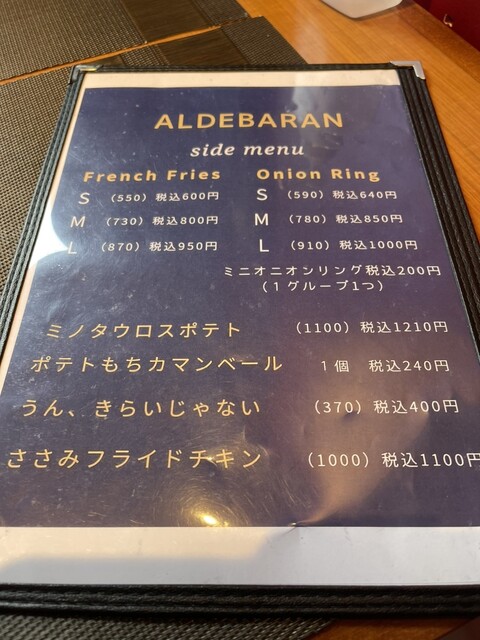 ALDEBARAN
side menu
French Fries
S (550) 税込600円
M (730) 税込800円
L (870) 税込950円
Onion Ring
S (590) 税込640円
M (780) 税込850円
L (910) 税込1000円
ミニオニオンリング税込200円
(1グループ1つ)
ミノタウロスポテト (1100) 税込1210円
ポテトもちカマンベール 1個 税込240円
うん、きらいじゃない (370) 税込400円
ささみフライドチキン (1000) 税込1100円